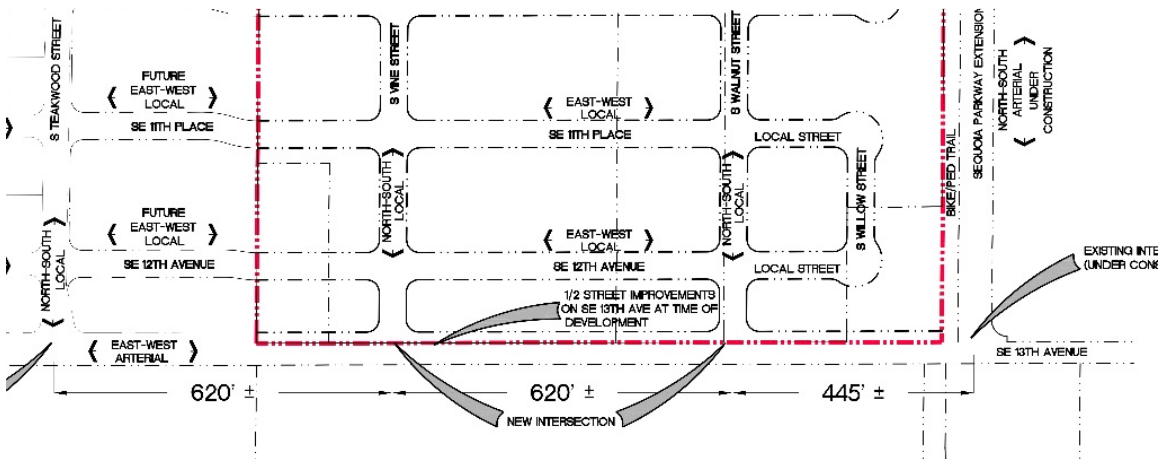 S TEAKWOOD STREET
FUTURE
EAST-WEST
LOCAL
SE 11TH PLACE
S VINE STREET
EAST-WEST
LOCAL
SE 11TH PLACE
S WALNUT STREET
LOCAL STREET
BIKE/PED TRAIL
SEQUOIA PARKWAY EXTENSION
NORTH-SOUTH
ARTERIAL
UNDER
CONSTRUCTION
NORTH-SOUTH
LOCAL
FUTURE
EAST-WEST
LOCAL
SE 12TH AVENUE
NORTH-SOUTH
LOCAL
EAST-WEST
LOCAL
SE 12TH AVENUE
NORTH-SOUTH
LOCAL
S WILLOW STREET
LOCAL STREET
EXISTING INTE
(UNDER CONS
1/2 STREET IMPROVEMENTS
ON SE 13TH AVE AT TIME OF
DEVELOPMENT
EAST-WEST
ARTERIAL
SE 13TH AVENUE
620' ±
620' ±
445' ±
NEW INTERSECTION